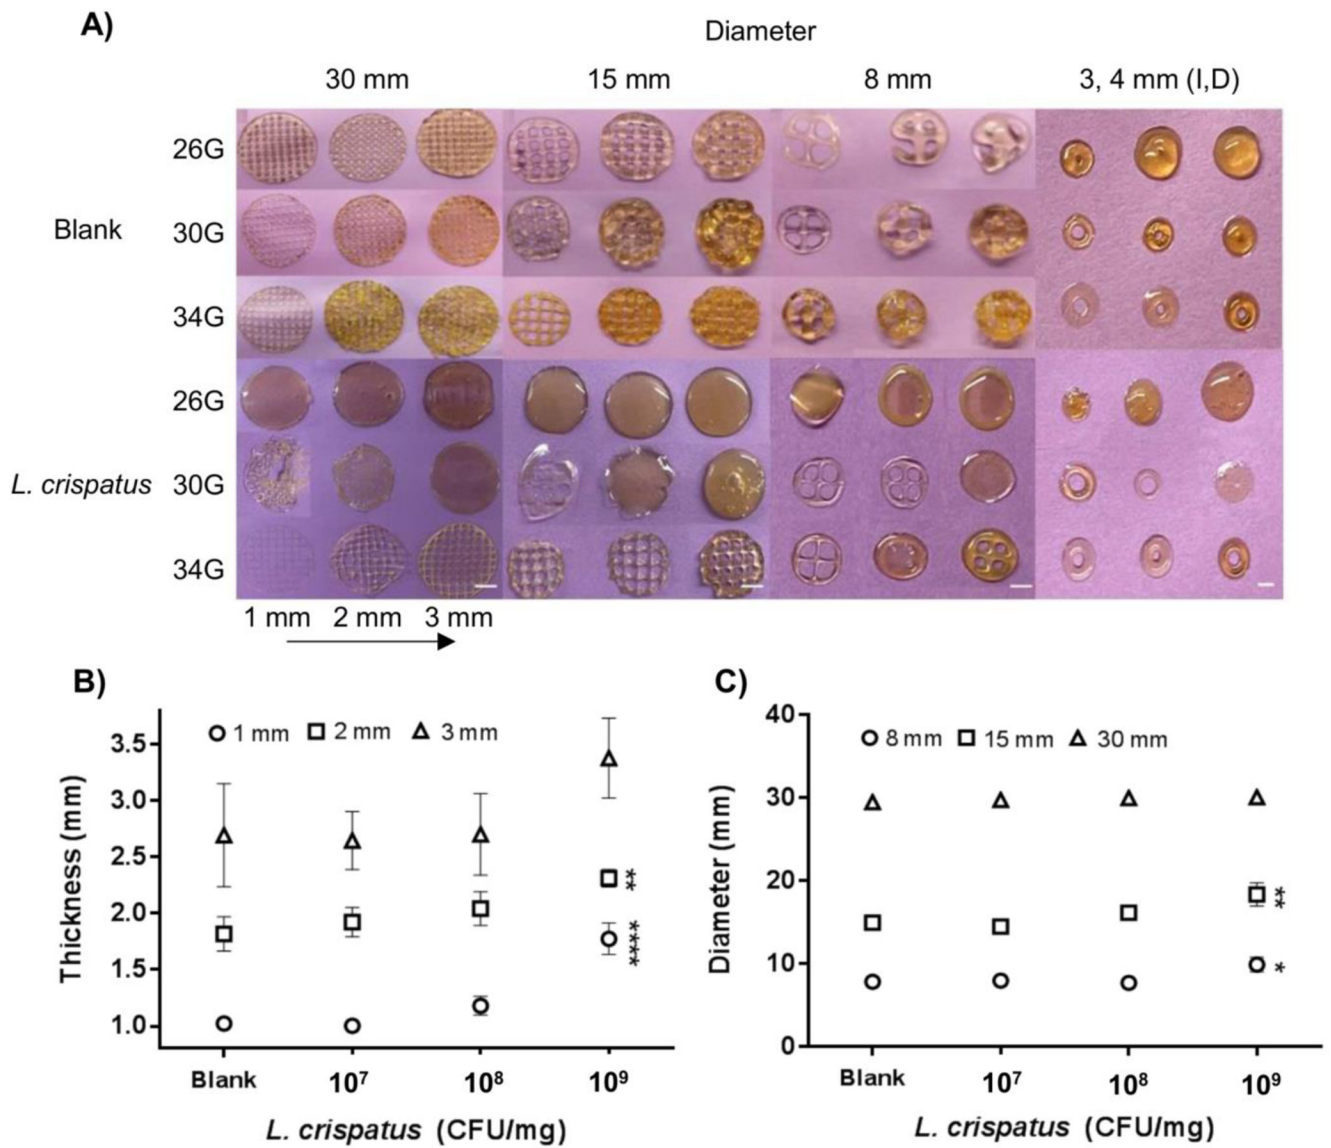 A)
Diameter
30 mm 15 mm 8 mm 3, 4 mm (I,D)
26G
Blank 30G
34G
26G
L. crispatus 30G
34G
1 mm 2 mm 3 mm
B)
1 mm 2 mm 3 mm
3.5
3.0
2.5
2.0
1.5
1.0
Thickness (mm)
**
****
Blank 10⁷ 10⁸ 10⁹
L. crispatus (CFU/mg)
C)
8 mm 15 mm 30 mm
40
30
20
10
0
Diameter (mm)
**
*
Blank 10⁷ 10⁸ 10⁹
L. crispatus (CFU/mg)